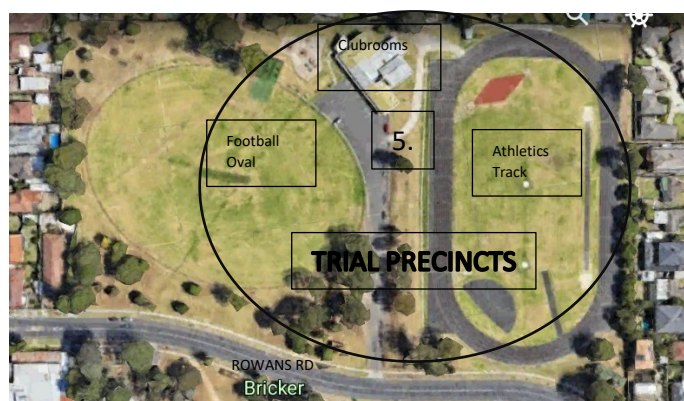 Clubrooms
Football
Oval
5.
Athletics
Track
TRIAL PRECINCTS
ROWANS RD
Bricker